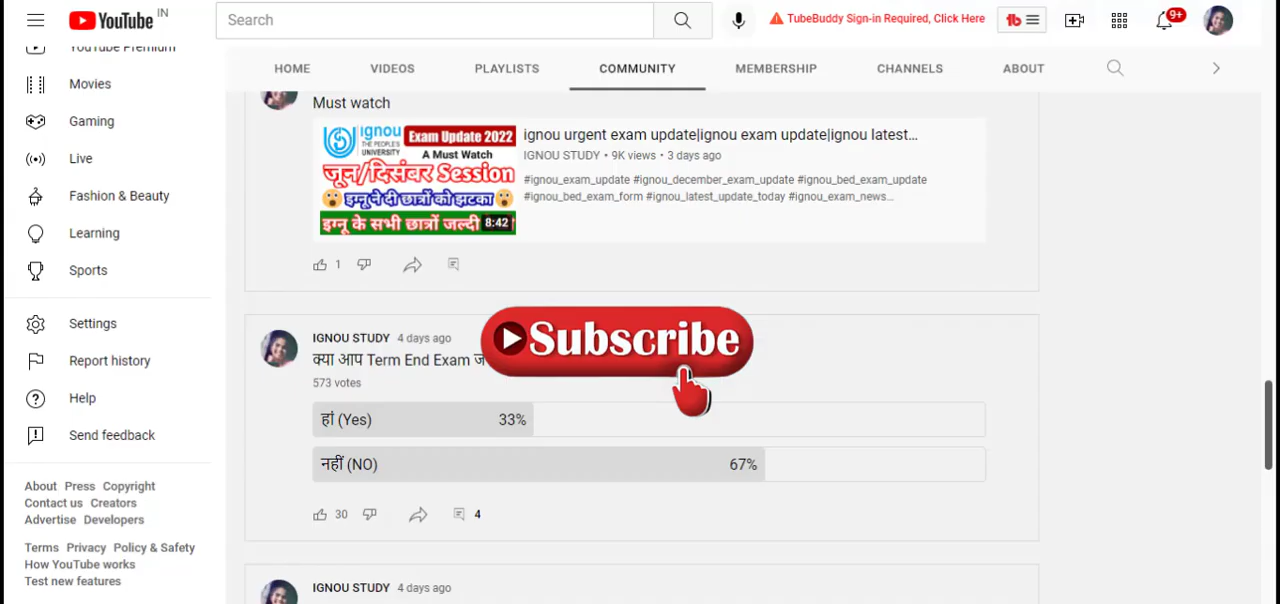 YouTube IN
Search
TubeBuddy Sign-in Required, Click Here
tb
9+
YouTube Premium
Movies
Gaming
Live
Fashion & Beauty
Learning
Sports
Settings
Report history
Help
Send feedback
About Press Copyright
Contact us Creators
Advertise Developers
Terms Privacy Policy & Safety
How YouTube works
Test new features
HOME VIDEOS PLAYLISTS COMMUNITY MEMBERSHIP CHANNELS ABOUT
Must watch
ignou
THE PEOPLE'S
UNIVERSITY
Exam Update 2022
A Must Watch
जून/दिसंबर Session
इग्नू ने दी छात्रों को झटका
इग्नू के सभी छात्रों जल्दी
8:42
ignou urgent exam update|ignou exam update|ignou latest...
IGNOU STUDY • 9K views • 3 days ago
#ignou_exam_update #ignou_december_exam_update #ignou_bed_exam_update
#ignou_bed_exam_form #ignou_latest_update_today #ignou_exam_news...
1
IGNOU STUDY 4 days ago
क्या आप Term End Exam
Subscribe
573 votes
हां (Yes) 33%
नहीं (NO) 67%
30 4
IGNOU STUDY 4 days ago